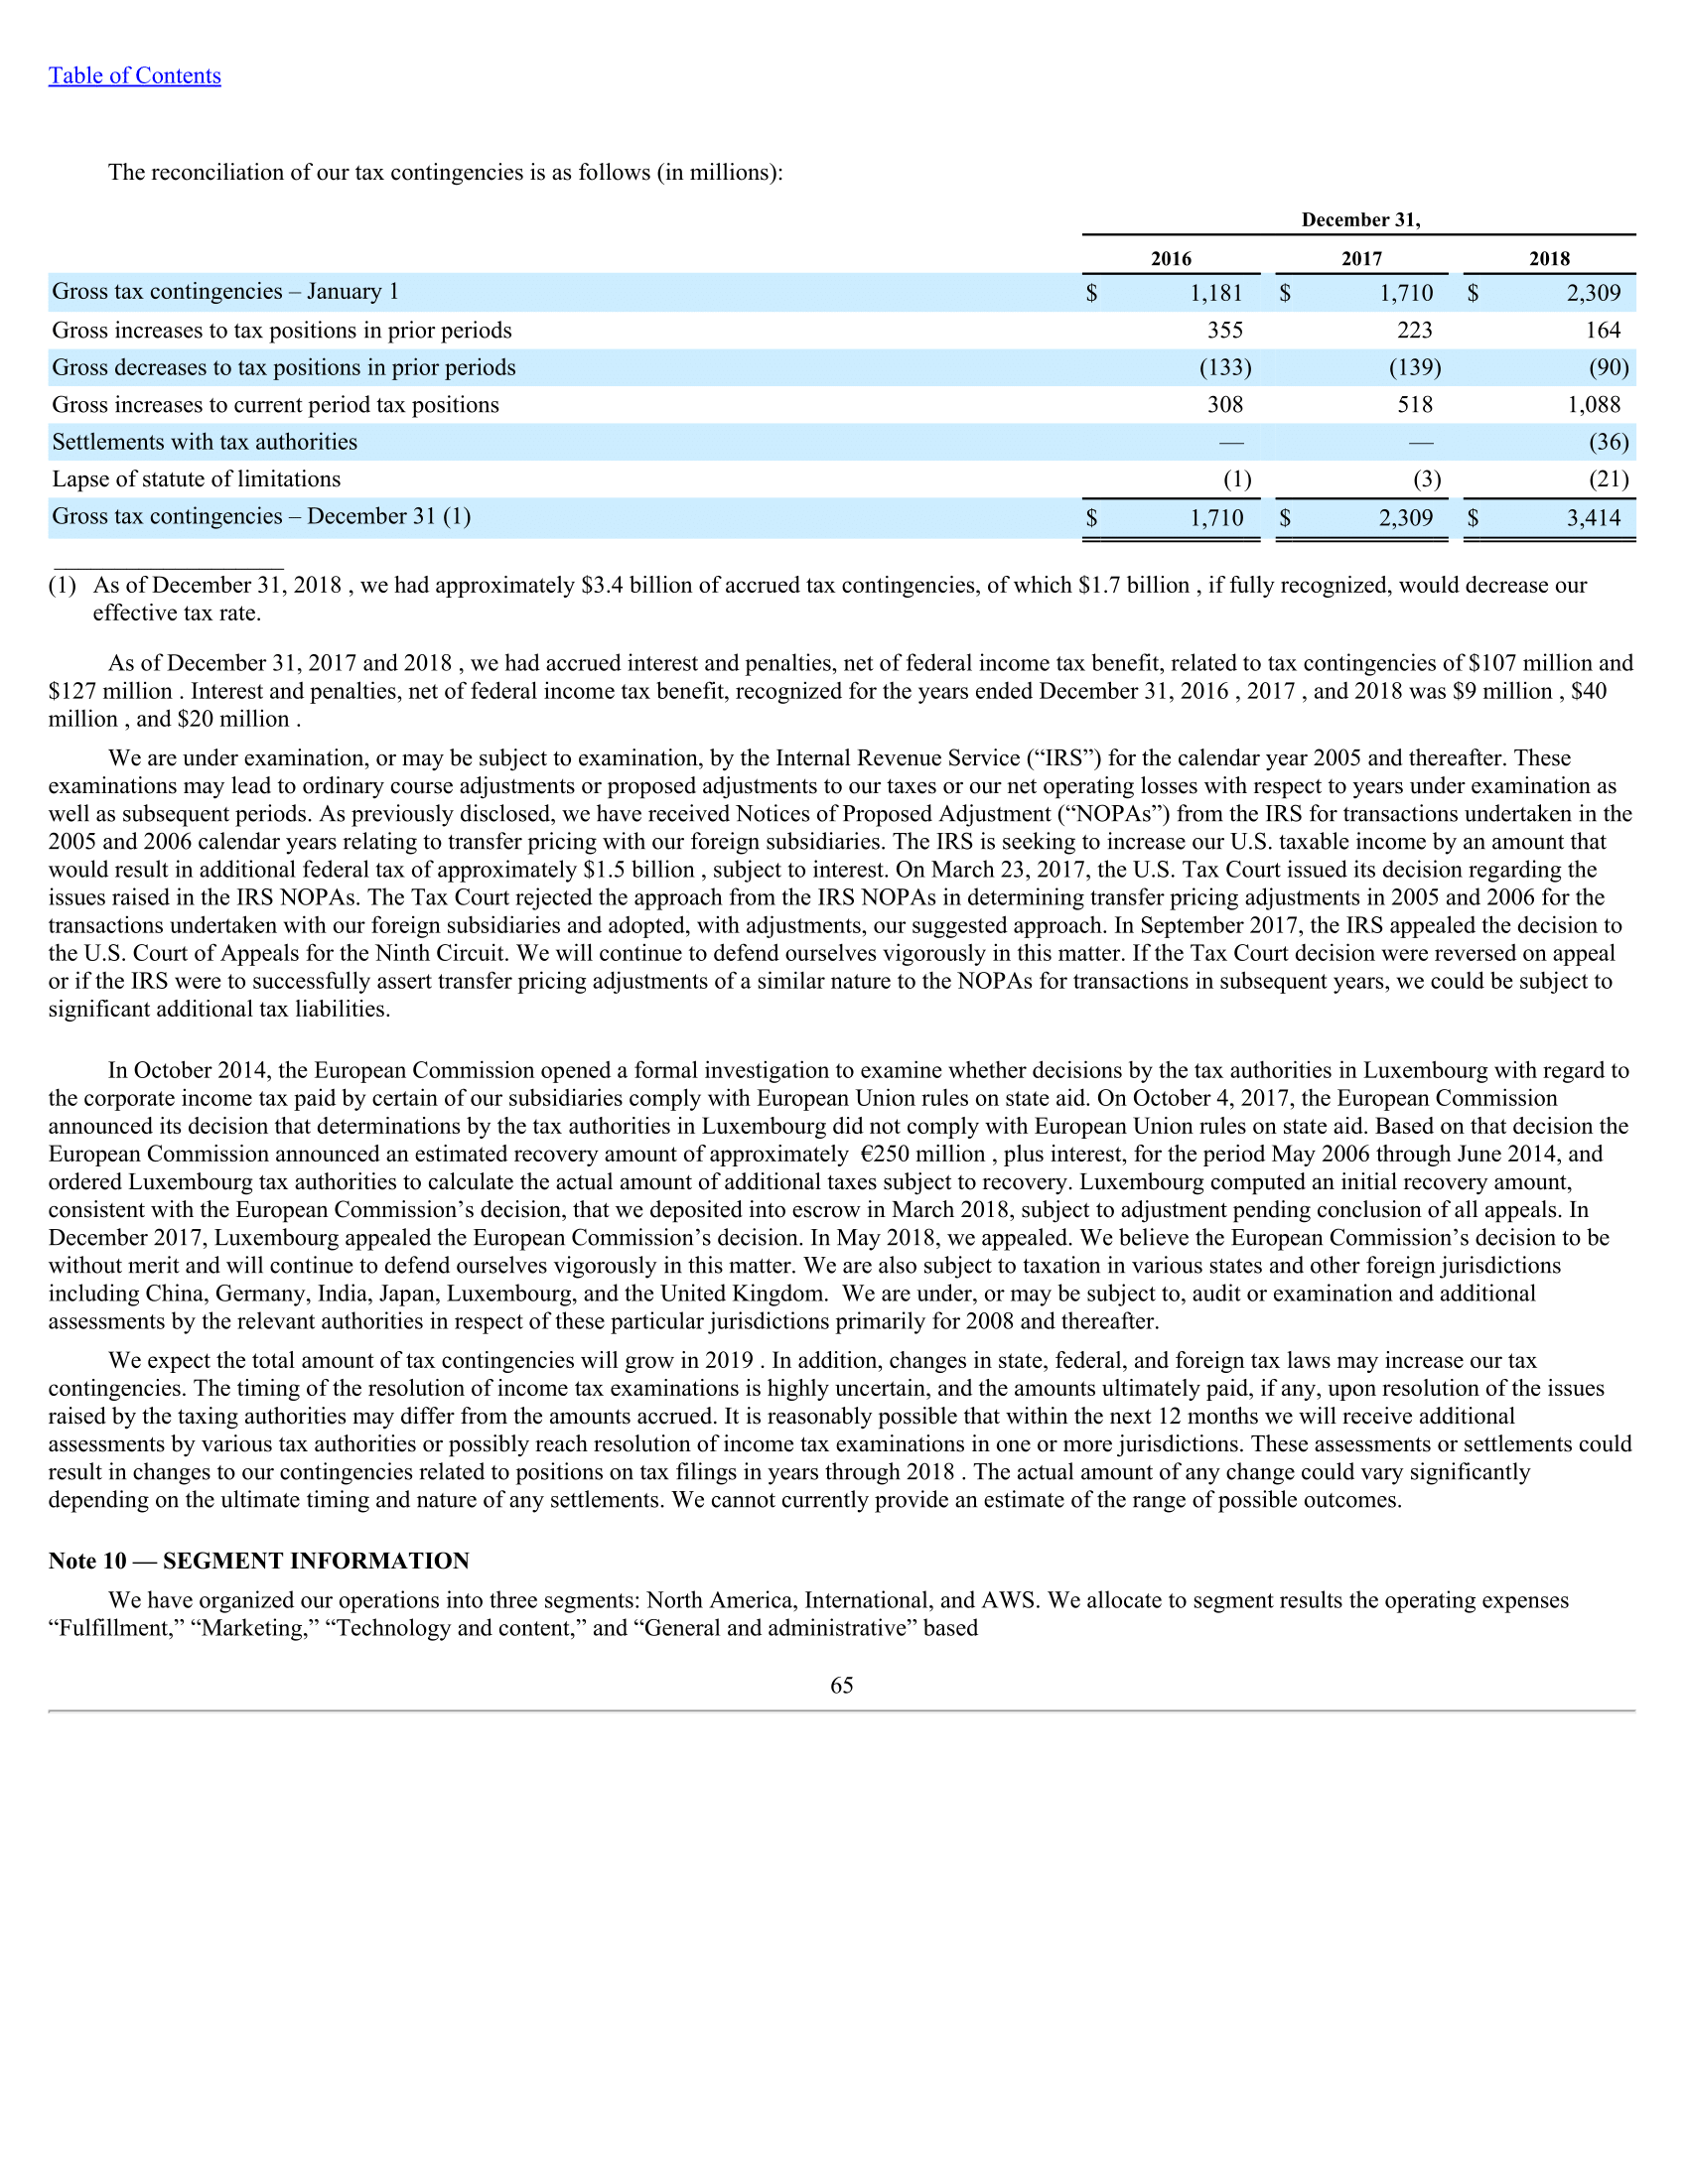 Table of Contents
The reconciliation of our tax contingencies is as follows (in millions):
December 31,
2016 2017 2018
Gross tax contingencies – January 1 $ 1,181 $ 1,710 $ 2,309
Gross increases to tax positions in prior periods 355 223 164
Gross decreases to tax positions in prior periods (133) (139) (90)
Gross increases to current period tax positions 308 518 1,088
Settlements with tax authorities — — (36)
Lapse of statute of limitations (1) (3) (21)
Gross tax contingencies – December 31 (1) $ 1,710 $ 2,309 $ 3,414
(1) As of December 31, 2018 , we had approximately $3.4 billion of accrued tax contingencies, of which $1.7 billion , if fully recognized, would decrease our
effective tax rate.
As of December 31, 2017 and 2018 , we had accrued interest and penalties, net of federal income tax benefit, related to tax contingencies of $107 million and
$127 million . Interest and penalties, net of federal income tax benefit, recognized for the years ended December 31, 2016 , 2017 , and 2018 was $9 million , $40
million , and $20 million .
We are under examination, or may be subject to examination, by the Internal Revenue Service (“IRS”) for the calendar year 2005 and thereafter. These
examinations may lead to ordinary course adjustments or proposed adjustments to our taxes or our net operating losses with respect to years under examination as
well as subsequent periods. As previously disclosed, we have received Notices of Proposed Adjustment (“NOPAs”) from the IRS for transactions undertaken in the
2005 and 2006 calendar years relating to transfer pricing with our foreign subsidiaries. The IRS is seeking to increase our U.S. taxable income by an amount that
would result in additional federal tax of approximately $1.5 billion , subject to interest. On March 23, 2017, the U.S. Tax Court issued its decision regarding the
issues raised in the IRS NOPAs. The Tax Court rejected the approach from the IRS NOPAs in determining transfer pricing adjustments in 2005 and 2006 for the
transactions undertaken with our foreign subsidiaries and adopted, with adjustments, our suggested approach. In September 2017, the IRS appealed the decision to
the U.S. Court of Appeals for the Ninth Circuit. We will continue to defend ourselves vigorously in this matter. If the Tax Court decision were reversed on appeal
or if the IRS were to successfully assert transfer pricing adjustments of a similar nature to the NOPAs for transactions in subsequent years, we could be subject to
significant additional tax liabilities.
In October 2014, the European Commission opened a formal investigation to examine whether decisions by the tax authorities in Luxembourg with regard to
the corporate income tax paid by certain of our subsidiaries comply with European Union rules on state aid. On October 4, 2017, the European Commission
announced its decision that determinations by the tax authorities in Luxembourg did not comply with European Union rules on state aid. Based on that decision the
European Commission announced an estimated recovery amount of approximately €250 million , plus interest, for the period May 2006 through June 2014, and
ordered Luxembourg tax authorities to calculate the actual amount of additional taxes subject to recovery. Luxembourg computed an initial recovery amount,
consistent with the European Commission’s decision, that we deposited into escrow in March 2018, subject to adjustment pending conclusion of all appeals. In
December 2017, Luxembourg appealed the European Commission’s decision. In May 2018, we appealed. We believe the European Commission’s decision to be
without merit and will continue to defend ourselves vigorously in this matter. We are also subject to taxation in various states and other foreign jurisdictions
including China, Germany, India, Japan, Luxembourg, and the United Kingdom. We are under, or may be subject to, audit or examination and additional
assessments by the relevant authorities in respect of these particular jurisdictions primarily for 2008 and thereafter.
We expect the total amount of tax contingencies will grow in 2019 . In addition, changes in state, federal, and foreign tax laws may increase our tax
contingencies. The timing of the resolution of income tax examinations is highly uncertain, and the amounts ultimately paid, if any, upon resolution of the issues
raised by the taxing authorities may differ from the amounts accrued. It is reasonably possible that within the next 12 months we will receive additional
assessments by various tax authorities or possibly reach resolution of income tax examinations in one or more jurisdictions. These assessments or settlements could
result in changes to our contingencies related to positions on tax filings in years through 2018 . The actual amount of any change could vary significantly
depending on the ultimate timing and nature of any settlements. We cannot currently provide an estimate of the range of possible outcomes.
Note 10 — SEGMENT INFORMATION
We have organized our operations into three segments: North America, International, and AWS. We allocate to segment results the operating expenses
“Fulfillment,” “Marketing,” “Technology and content,” and “General and administrative” based
65